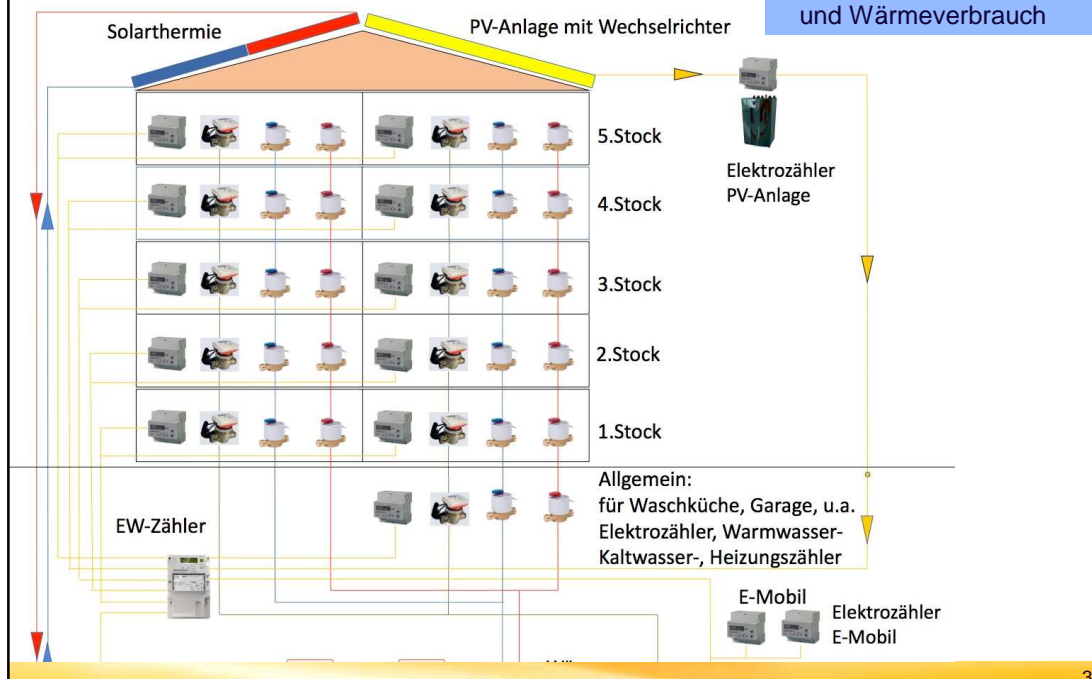 und Wärmeverbrauch
Solarthermie
PV-Anlage mit Wechselrichter
5.Stock
Elektrozähler
PV-Anlage
4.Stock
3.Stock
2.Stock
1.Stock
Allgemein:
für Waschküche, Garage, u.a.
Elektrozähler, Warmwasser-
Kaltwasser-, Heizungszähler
EW-Zähler
E-Mobil
Elektrozähler
E-Mobil
3